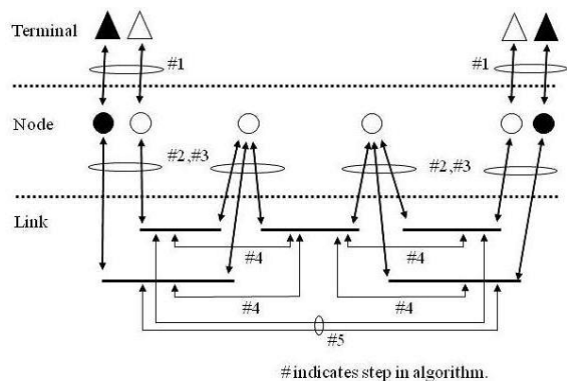 Terminal
#1
#1
Node
#2,#3
#2,#3
Link
#4
#4
#4
#4
#5
# indicates step in algorithm.